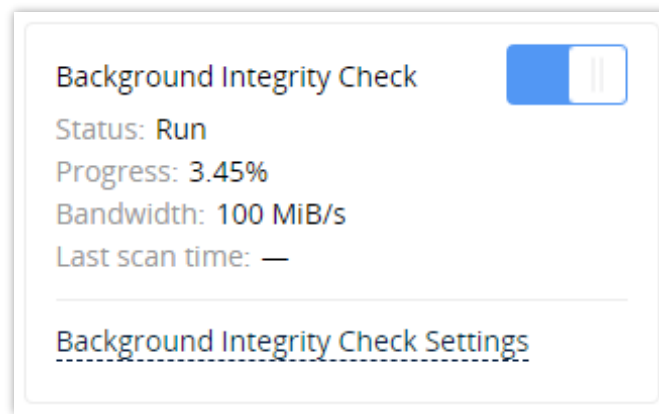 Background Integrity Check
Status: Run
Progress: 3.45%
Bandwidth: 100 MiB/s
Last scan time: —
Background Integrity Check Settings